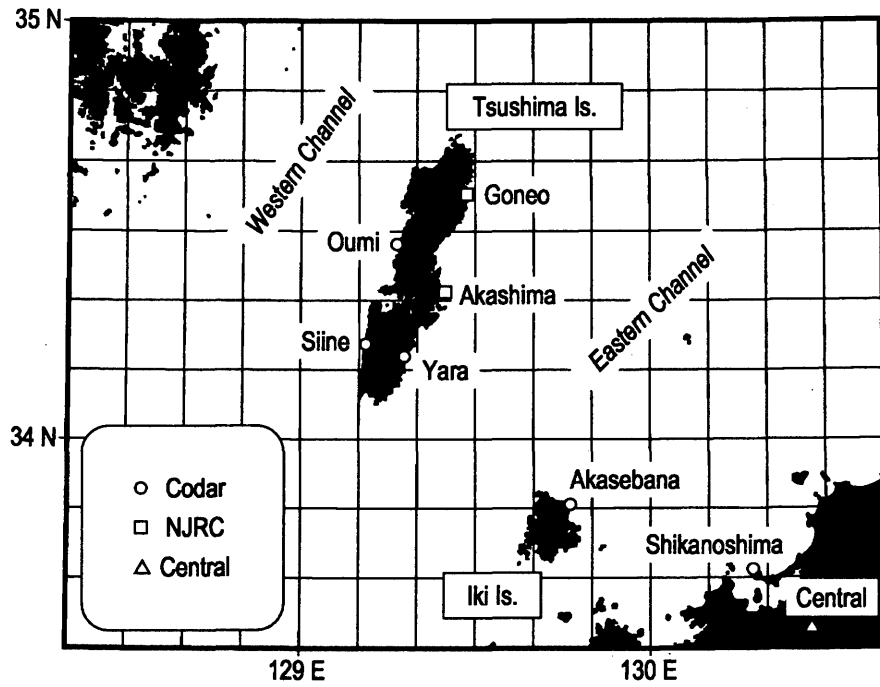 35 N
Tsushima Is.
Western Channel
Goneo
Oumi
Eastern Channel
Akashima
Siine
Yara
34 N
Codar
NJRC
Central
Akasebana
Shikanoshima
Iki Is.
Central
129 E
130 E